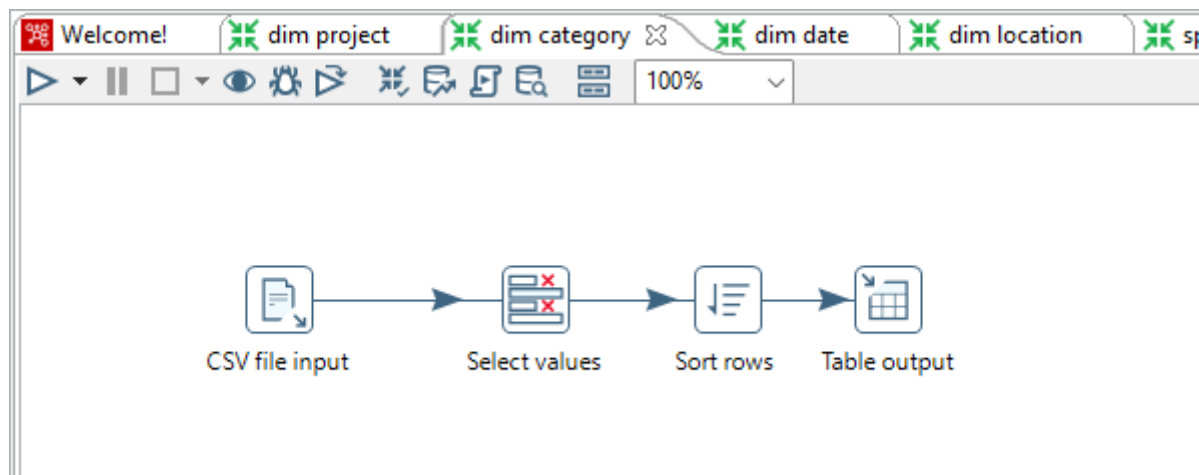 Welcome! dim project dim category dim date dim location
100%
CSV file input Select values Sort rows Table output